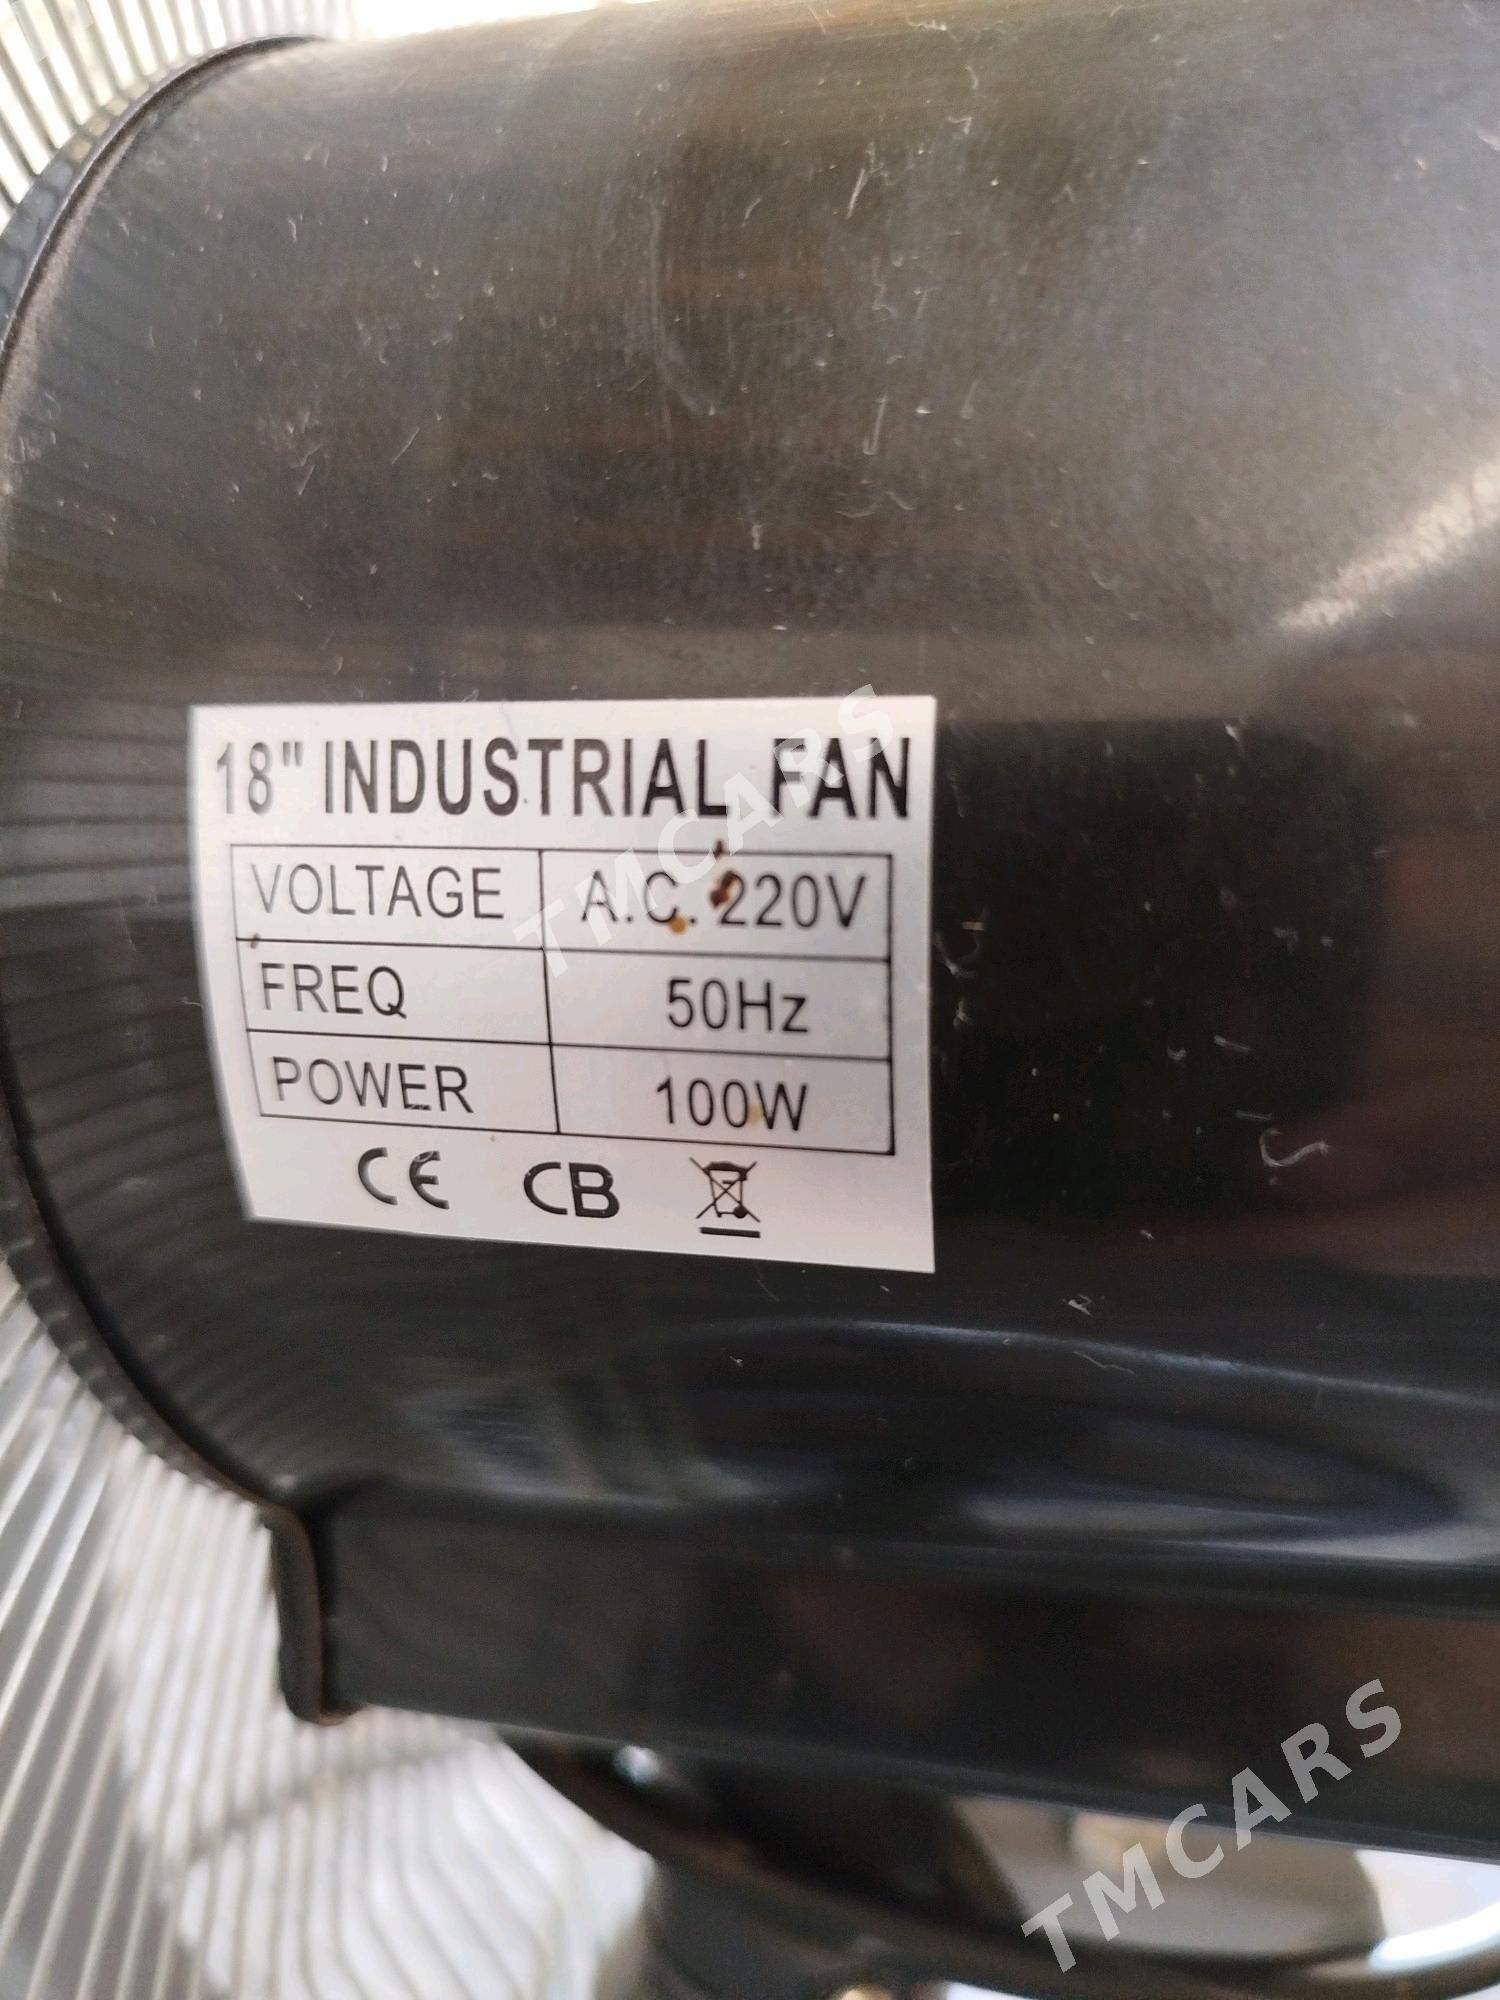 18" INDUSTRIAL FAN
VOLTAGE A.C. 220V
FREQ 50Hz
POWER 100W
CE CB
TMCARS
TMCARS